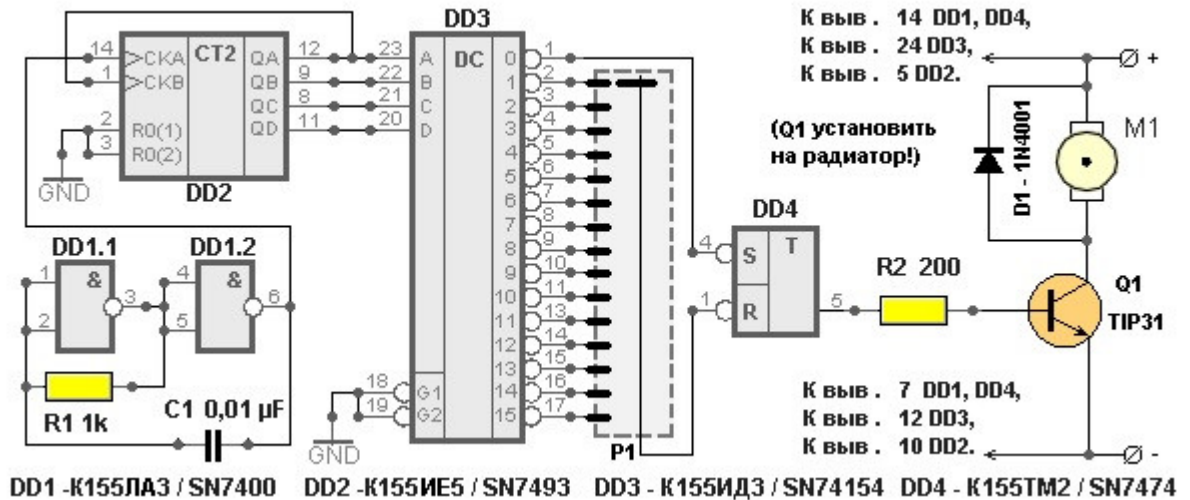 DD3
К выв. 14 DD1, DD4,
К выв. 24 DD3,
К выв. 5 DD2.
+
14 CKA CT2 QA 12 23 A DC 0 1
1 CKB QB 9 22 B 1 2
QC 8 21 C 2 3
2 R0(1) QD 11 20 D 3 4
3 R0(2) 4 5
GND
DD2
5 6
6 7
7 8
8 9
9 10
10 11
11 13
12 14
13 15
14 16
15 17
18 G1
19 G2
GND
P1
(Q1 установить
на радиатор!)
D1 - 1N4001
M1
DD1.1
1 & 3
2
DD1.2
4 & 6
5
R1 1k
C1 0,01 µF
DD4
4 S T
1 R 5
R2 200
Q1
TIP31
К выв. 7 DD1, DD4,
К выв. 12 DD3,
К выв. 10 DD2.
-
DD1 -К155ЛА3 / SN7400 DD2 -К155ИЕ5 / SN7493 DD3 - К155ИД3 / SN74154 DD4 - К155ТМ2 / SN7474